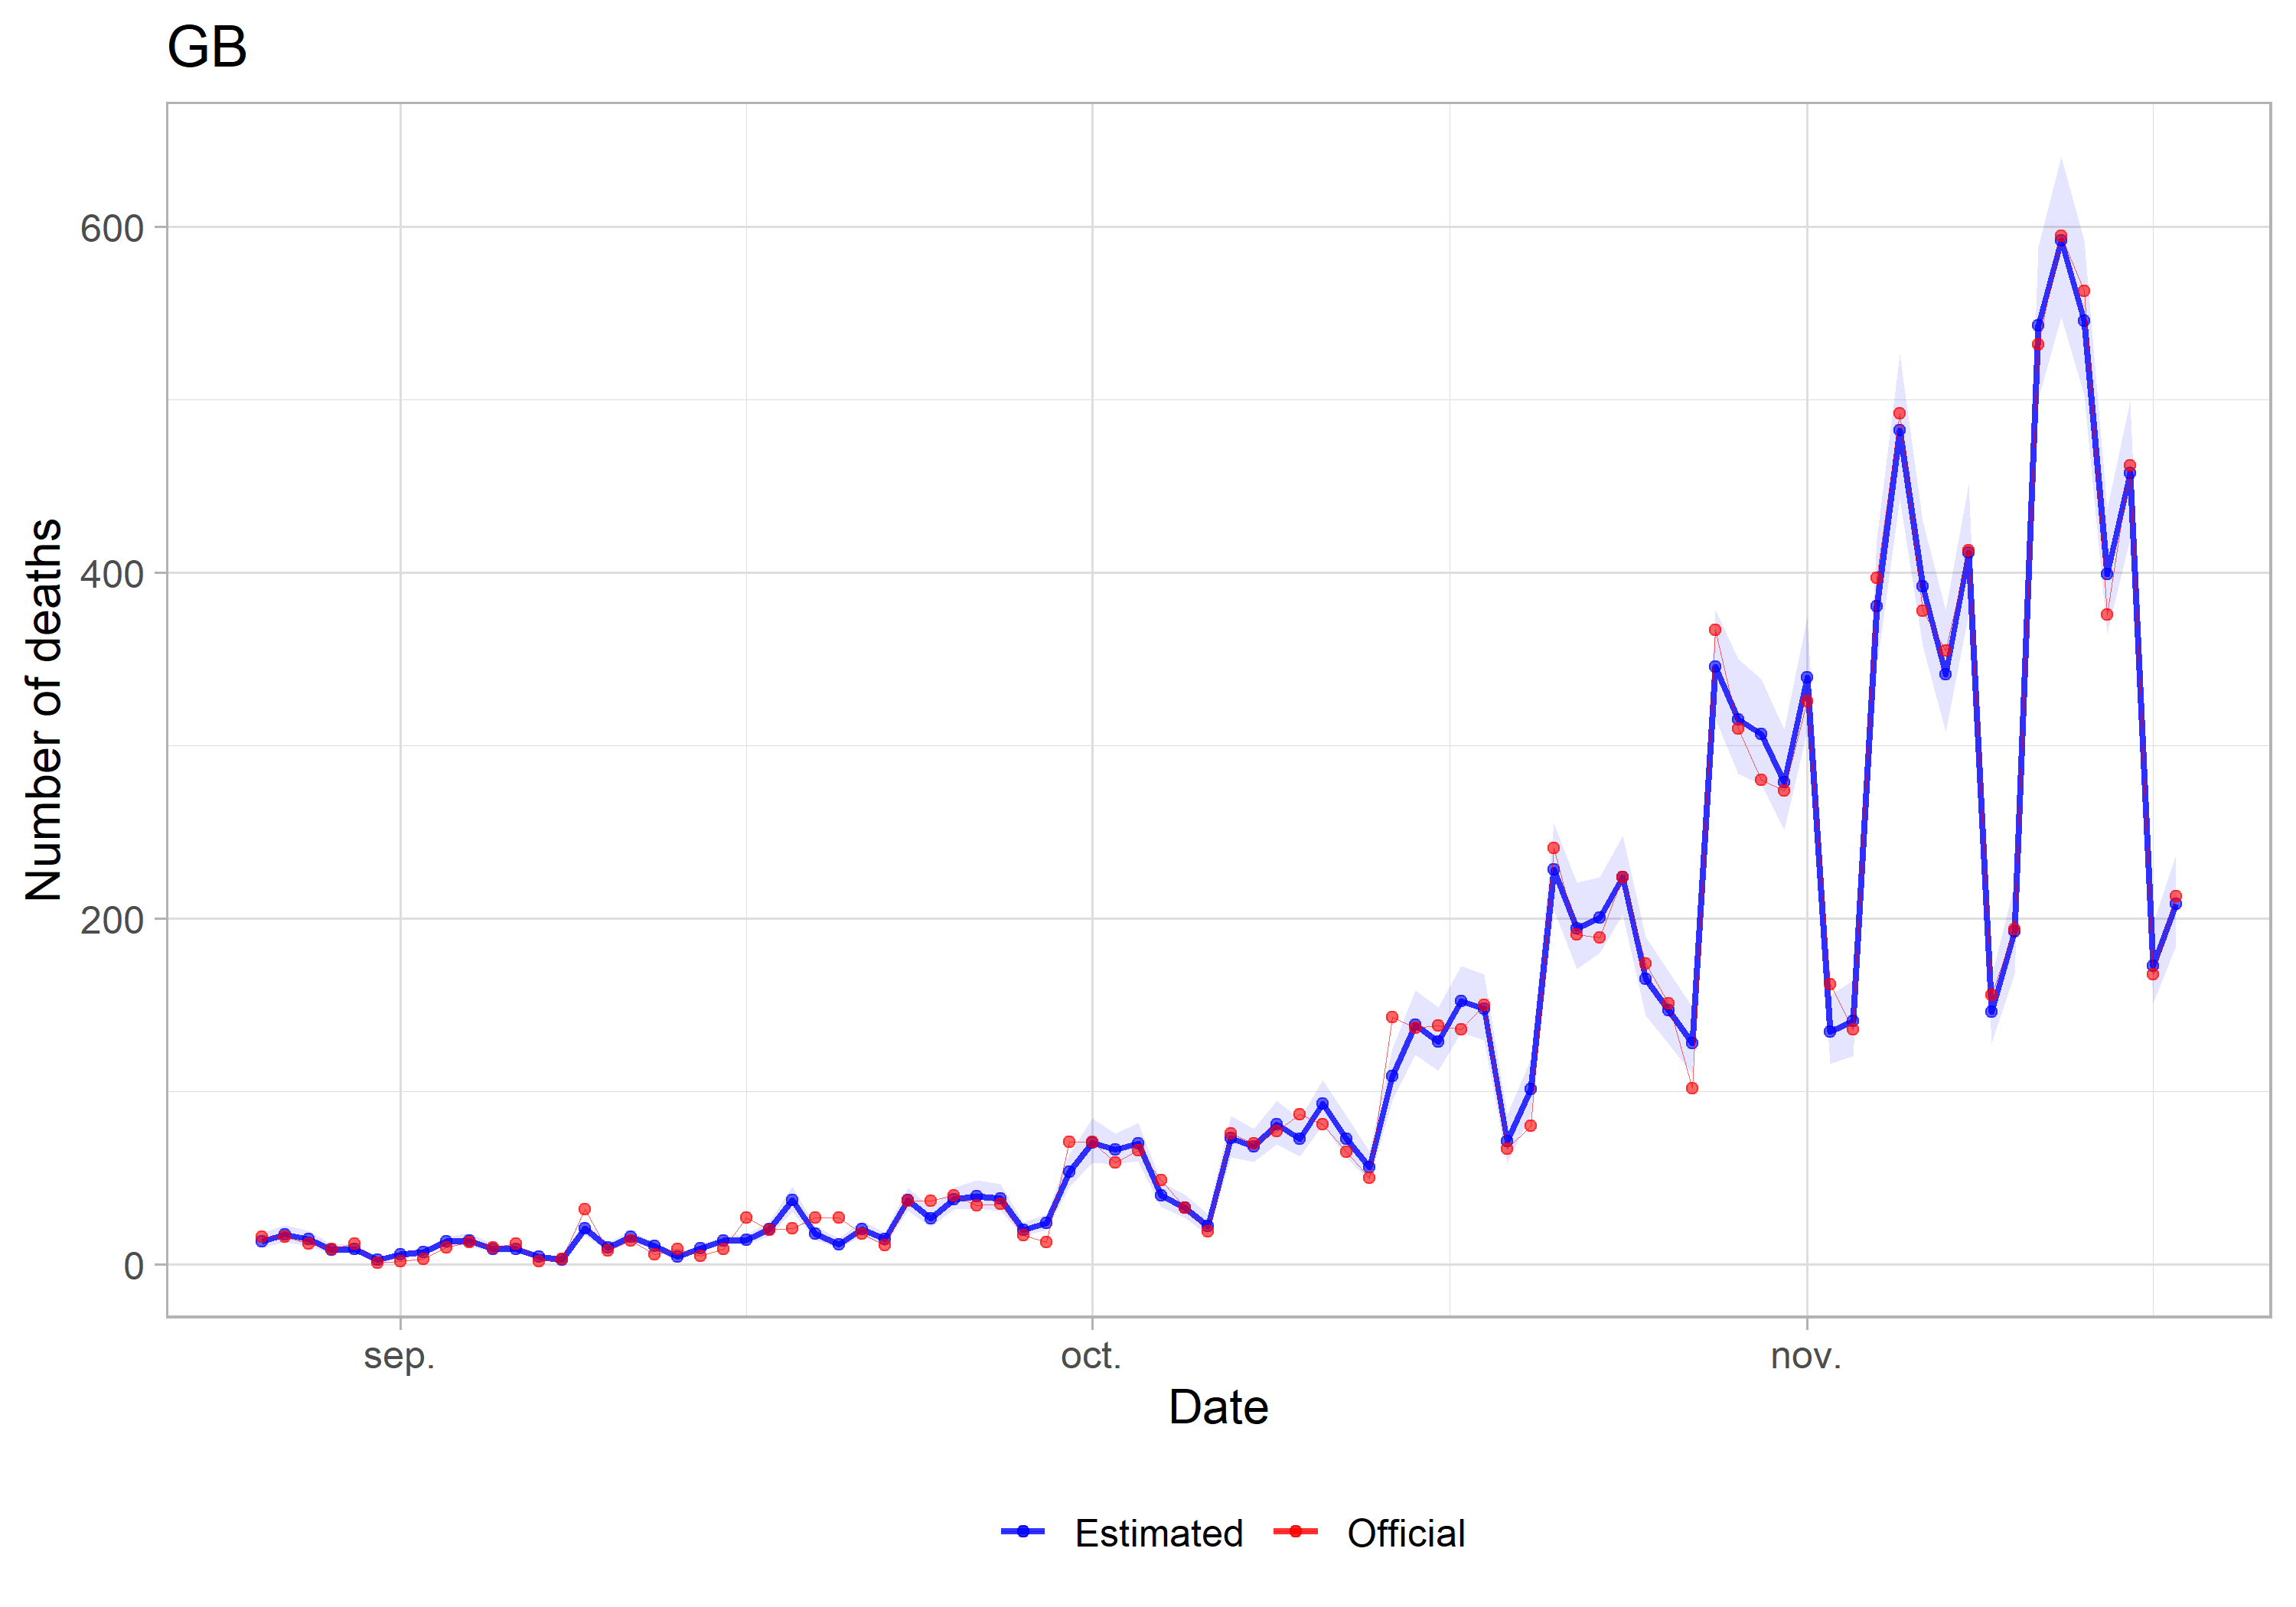 GB
Number of deaths
600
400
200
0
sep. oct. nov.
Date
Estimated Official